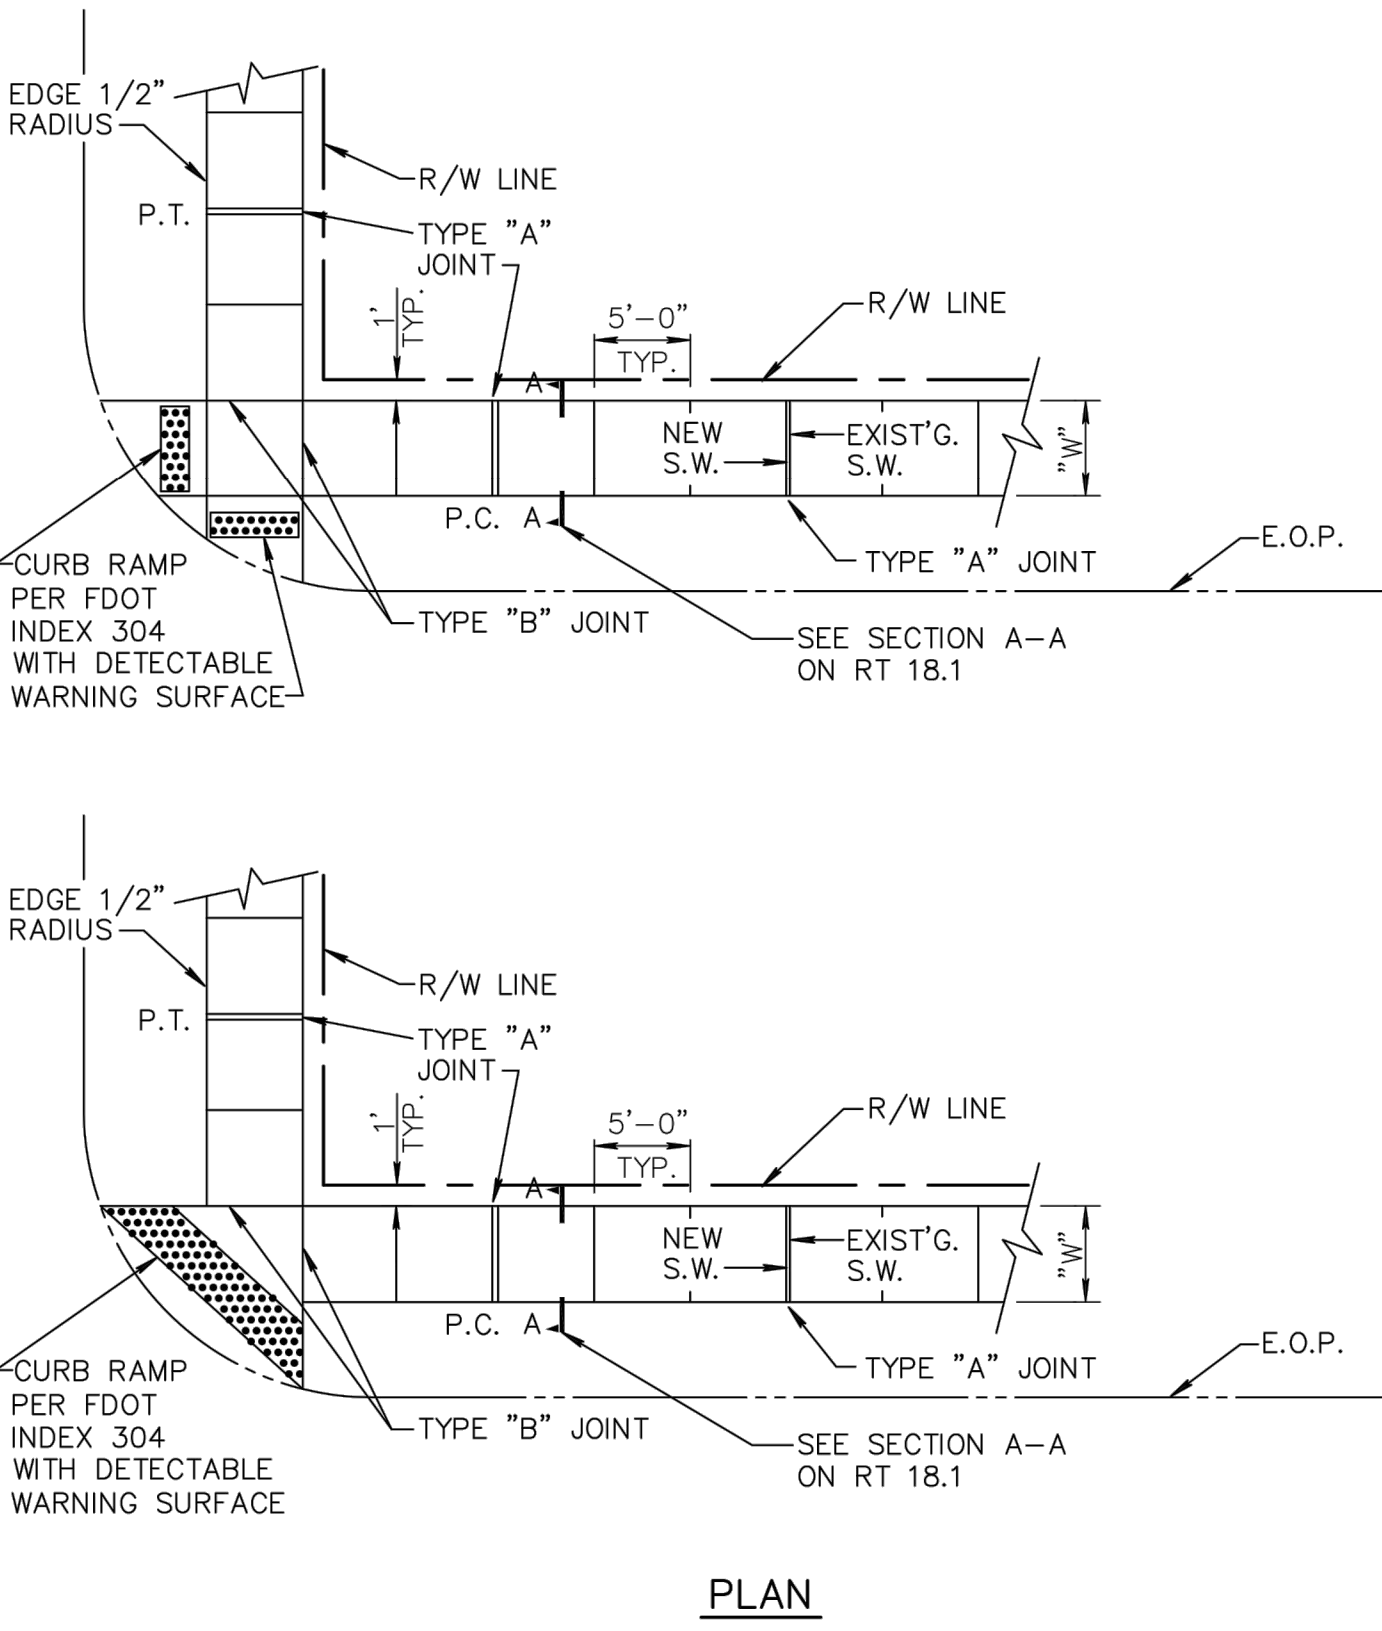 EDGE 1/2"
RADIUS
R/W LINE
P.T.
TYPE "A"
JOINT
1'
TYP.
5'-0"
TYP.
R/W LINE
A
NEW
S.W.
EXIST'G.
S.W.
"W"
P.C. A
TYPE "A" JOINT
E.O.P.
CURB RAMP
PER FDOT
INDEX 304
WITH DETECTABLE
WARNING SURFACE
TYPE "B" JOINT
SEE SECTION A-A
ON RT 18.1
EDGE 1/2"
RADIUS
R/W LINE
P.T.
TYPE "A"
JOINT
1'
TYP.
5'-0"
TYP.
R/W LINE
A
NEW
S.W.
EXIST'G.
S.W.
"W"
P.C. A
TYPE "A" JOINT
E.O.P.
CURB RAMP
PER FDOT
INDEX 304
WITH DETECTABLE
WARNING SURFACE
TYPE "B" JOINT
SEE SECTION A-A
ON RT 18.1
PLAN